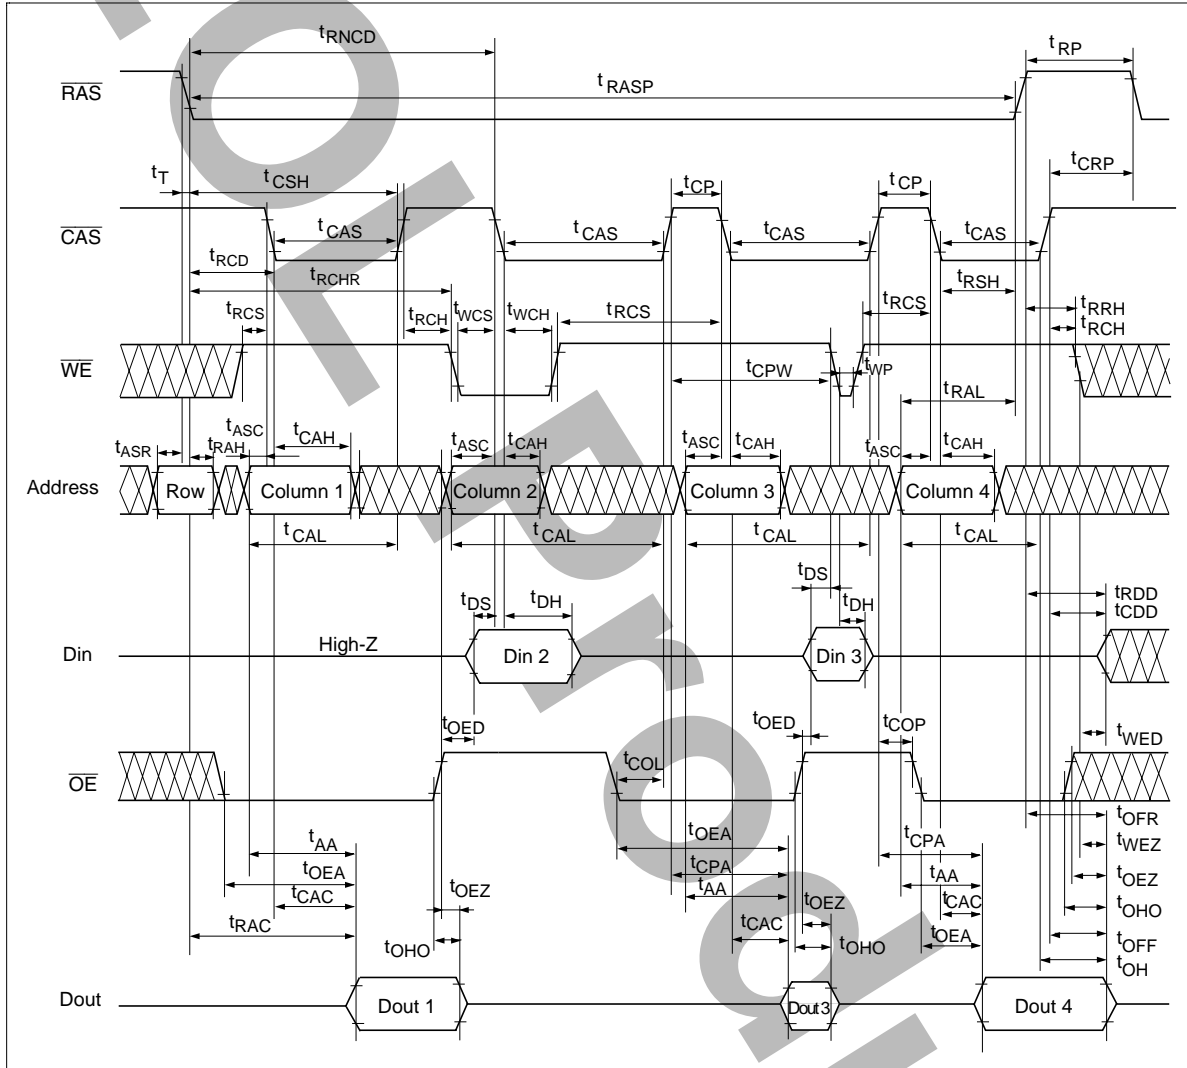 OL Prod
tRNCD
tRP
RAS
tRASP
tT
tCSH
tCP
tCP
tCRP
CAS
tCAS
tCAS
tCAS
tCAS
tRCD
tRCHR
tRSH
tRCS
tRCH
tWCS
tWCH
tRCS
tRCS
tRRH
tRCH
WE
tCPW
tWP
tRAL
tASR
tRAH
tASC
tCAH
tASC
tCAH
tASC
tCAH
tASC
tCAH
Address
Row
Column 1
Column 2
Column 3
Column 4
tCAL
tCAL
tCAL
tCAL
tDS
tDH
tDS
tDH
tRDD
tCDD
Din
High-Z
Din 2
Din 3
tOED
tOED
tCOP
tWED
OE
tCOL
tOFR
tAA
tOEA
tCPA
tWEZ
tOEA
tCPA
tAA
tOEZ
tCAC
tOEZ
tAA
tOEZ
tCAC
tOHO
tRAC
tOHO
tCAC
tOHO
tOEA
tOFF
tOH
Dout
Dout 1
Dout3
Dout 4